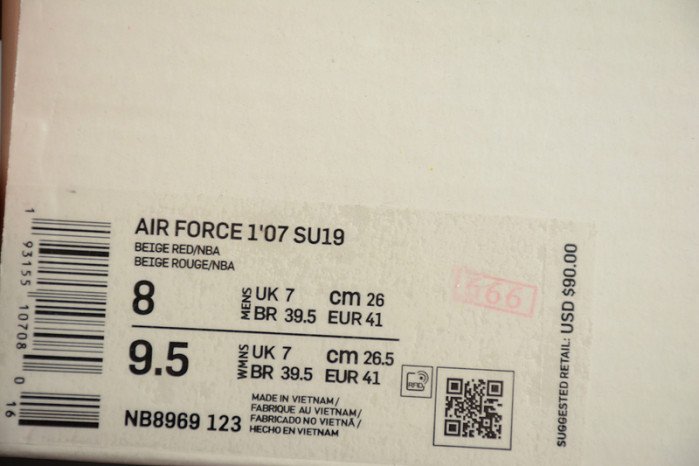 AIR FORCE 1'07 SU19
BEIGE RED/NBA
BEIGE ROUGE/NBA
8 MENS UK 7 cm 26
BR 39.5 EUR 41
9.5 WMNS UK 7 cm 26.5
BR 39.5 EUR 41
NB8969 123
MADE IN VIETNAM/
FABRIQUE AU VIETNAM/
FABRICADO NO VIETNÃ/
HECHO EN VIETNAM/
RFID
SUGGESTED RETAIL: USD $90.00
1 93155 10708 0 16
566